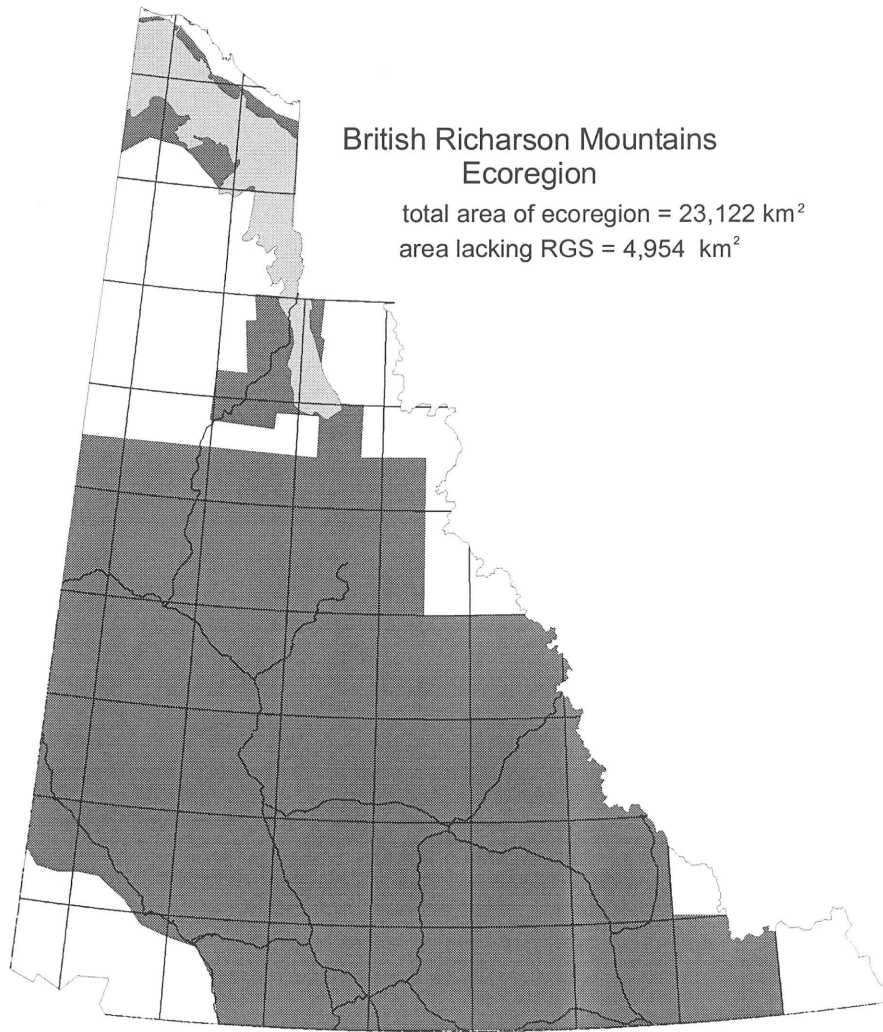 British Richarson Mountains
Ecoregion
total area of ecoregion = 23,122 km²
area lacking RGS = 4,954 km²